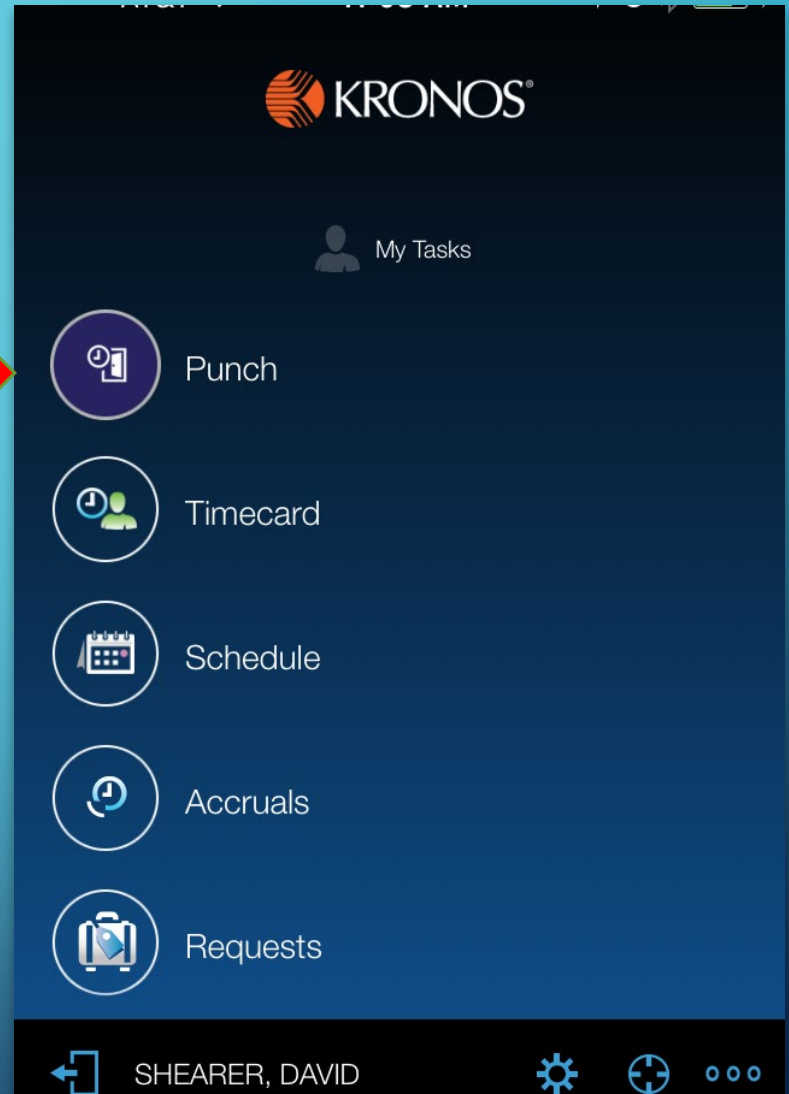 KRONOS®
My Tasks
Punch
Timecard
Schedule
Accruals
Requests
SHEARER, DAVID